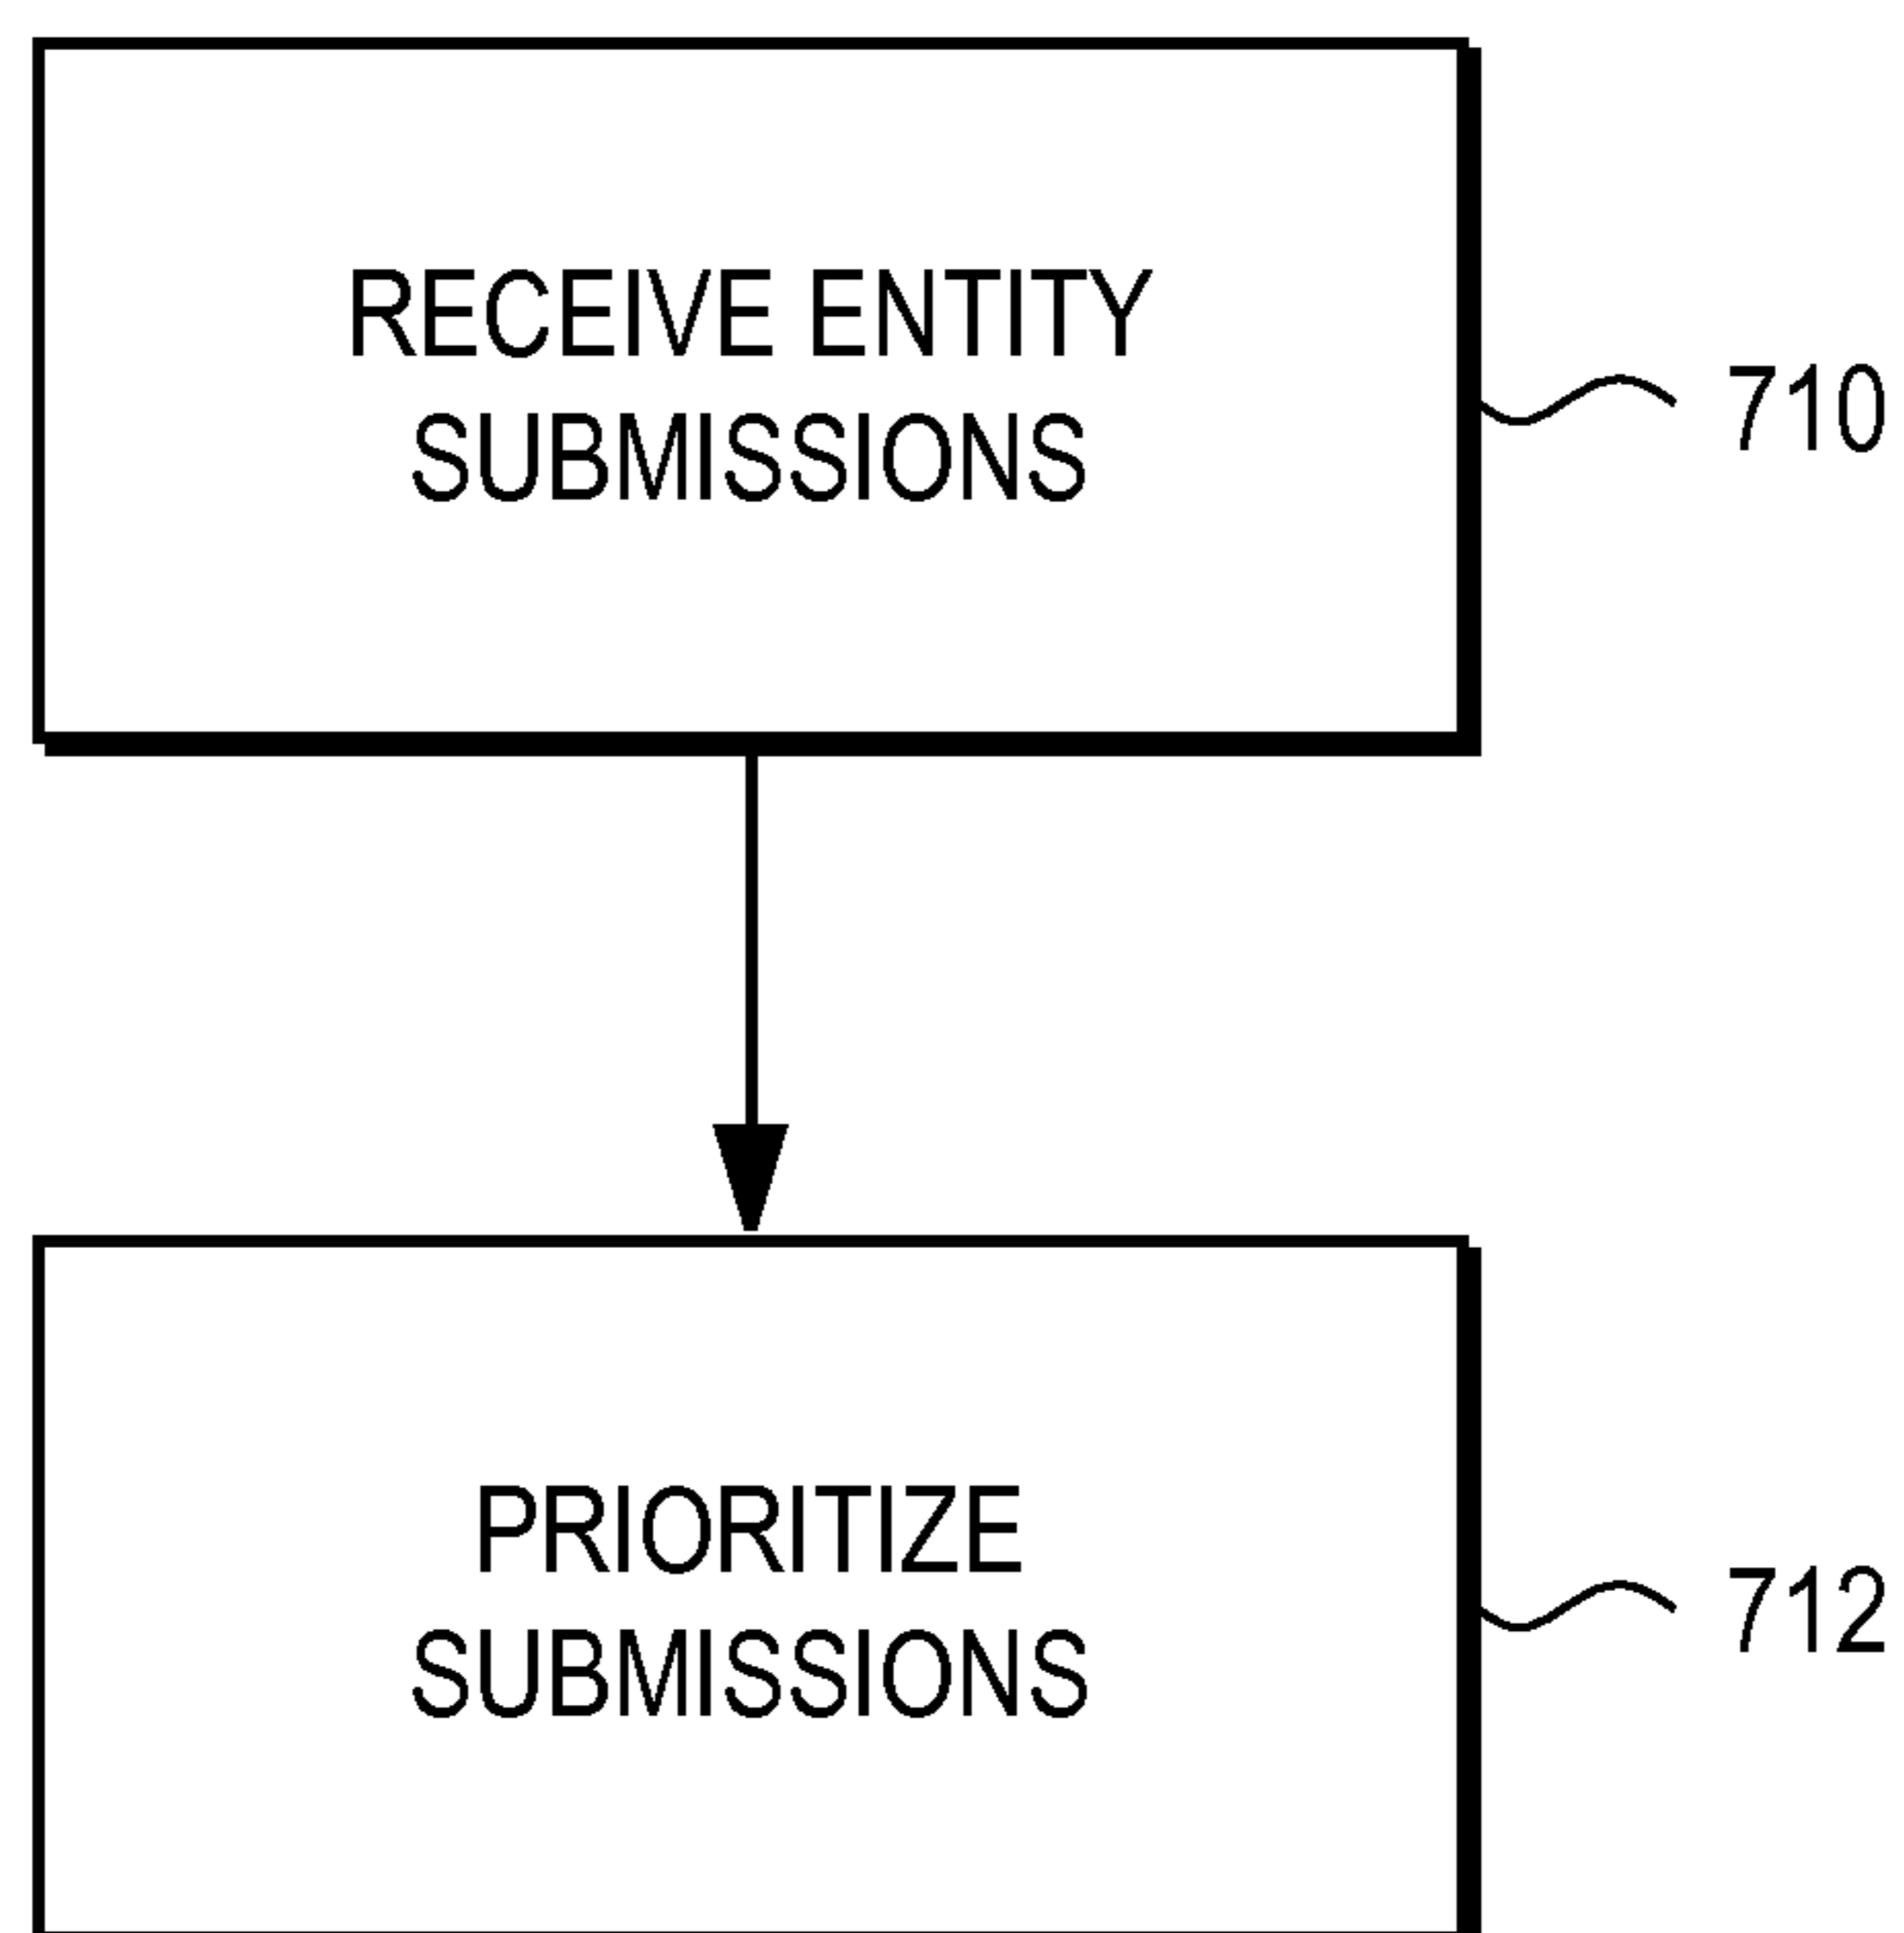 RECEIVE ENTITY
SUBMISSIONS
710
PRIORITIZE
SUBMISSIONS
712